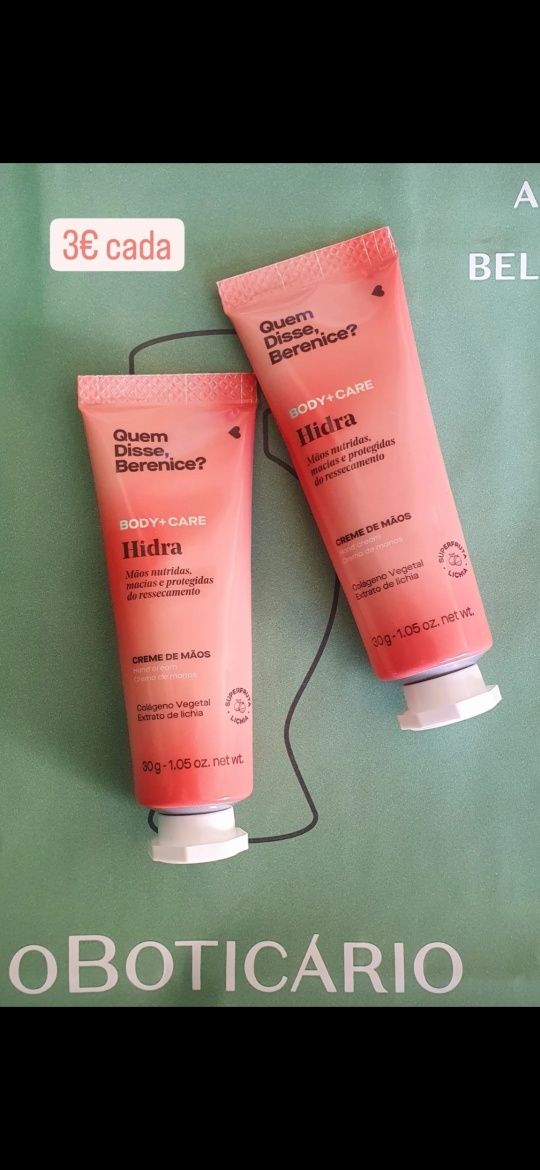 3€ cada
A
BEL
Quem
Disse,
Berenice?
BODY+CARE
Hidra
Mãos nutridas,
macias e protegidas
do ressecamento
CREME DE MÃOS
Hand cream
Crema de manos
Colágeno Vegetal
Extrato de lichia
SUPERFRUTA
LICHIA
30g - 1.05 oz. net wt.
Quem
Disse,
Berenice?
BODY+CARE
Hidra
Mãos nutridas,
macias e protegidas
do ressecamento
CREME DE MÃOS
Hand cream
Crema de manos
Colágeno Vegetal
Extrato de lichia
SUPERFRUTA
LICHIA
30g - 1.05 oz. net wt.
oBOTICÁRIO